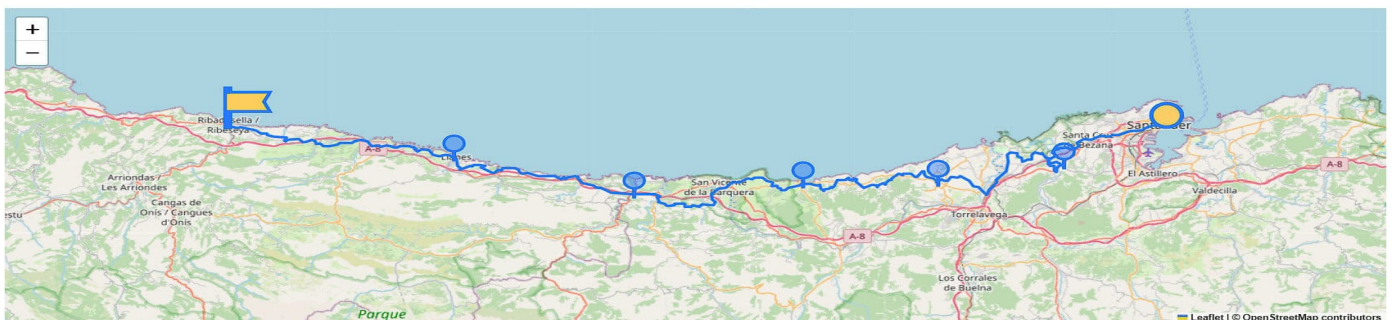 +
−
Ribadesella /
Ribeseya
A-8
Llanes
Arriondas /
Les Arriondes
Cangas de
Onís / Cangues
d'Onís
San Vicente
de la Barquera
A-8
Torrelavega
Los Corrales
de Buelna
Santa Cruz
de Bezana
Santander
El Astillero
Valdecilla
A-8
Parque
Leaflet | © OpenStreetMap contributors